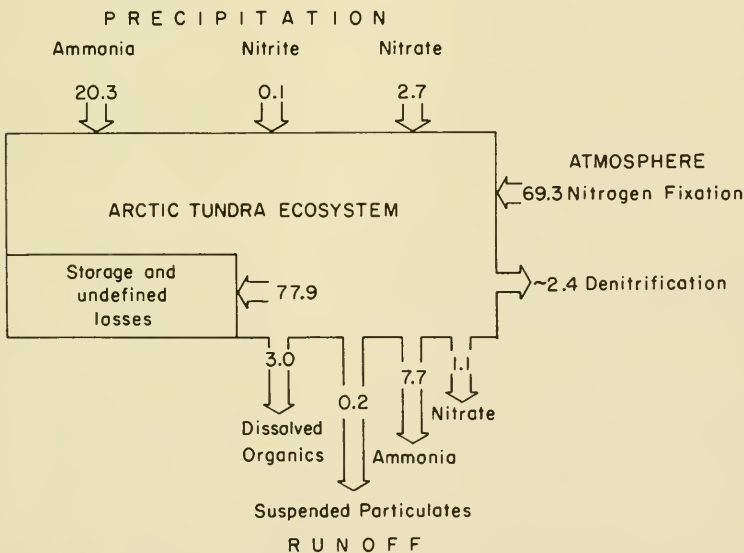 PRECIPITATION
Ammonia Nitrite Nitrate
20.3 0.1 2.7
ATMOSPHERE
69.3 Nitrogen Fixation
ARCTIC TUNDRA ECOSYSTEM
Storage and
undefined
losses
77.9
~2.4 Denitrification
3.0 0.2 7.7 1.1
Nitrate
Dissolved
Organics
Ammonia
Suspended Particulates
RUNOFF